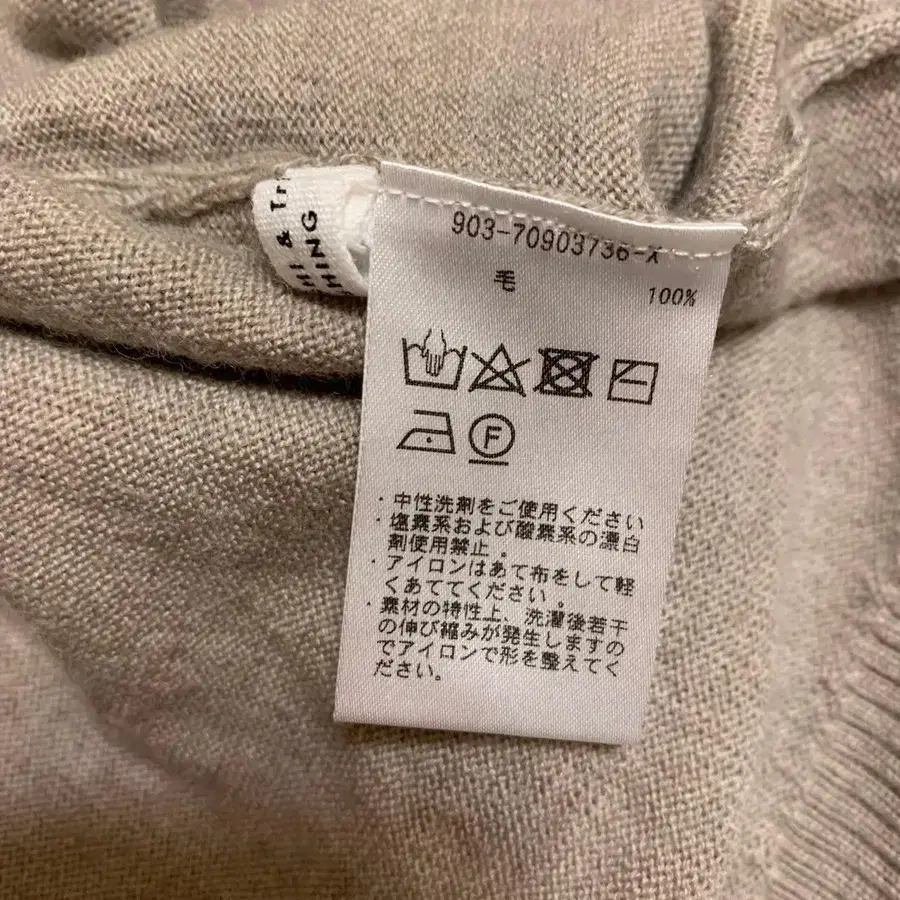 & Tr
HI
HING
903-70903736-X
毛 100%
F
・中性洗剤をご使用ください
・塩素系および酸素系の漂白
剤使用禁止。
・アイロンはあて布をして軽
くあててください。
・素材の特性上、洗濯後若干
の伸び縮みが発生しますの
でアイロンで形を整えてく
ださい。